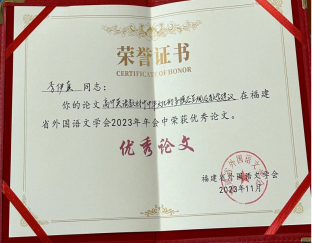 荣誉证书
CERTIFICATE OF HONOR
同志:
你的论文 在福建
省外国语文学会2023年年会中荣获优秀论文。
优秀论文
福建省外国语文学会
2023年11月